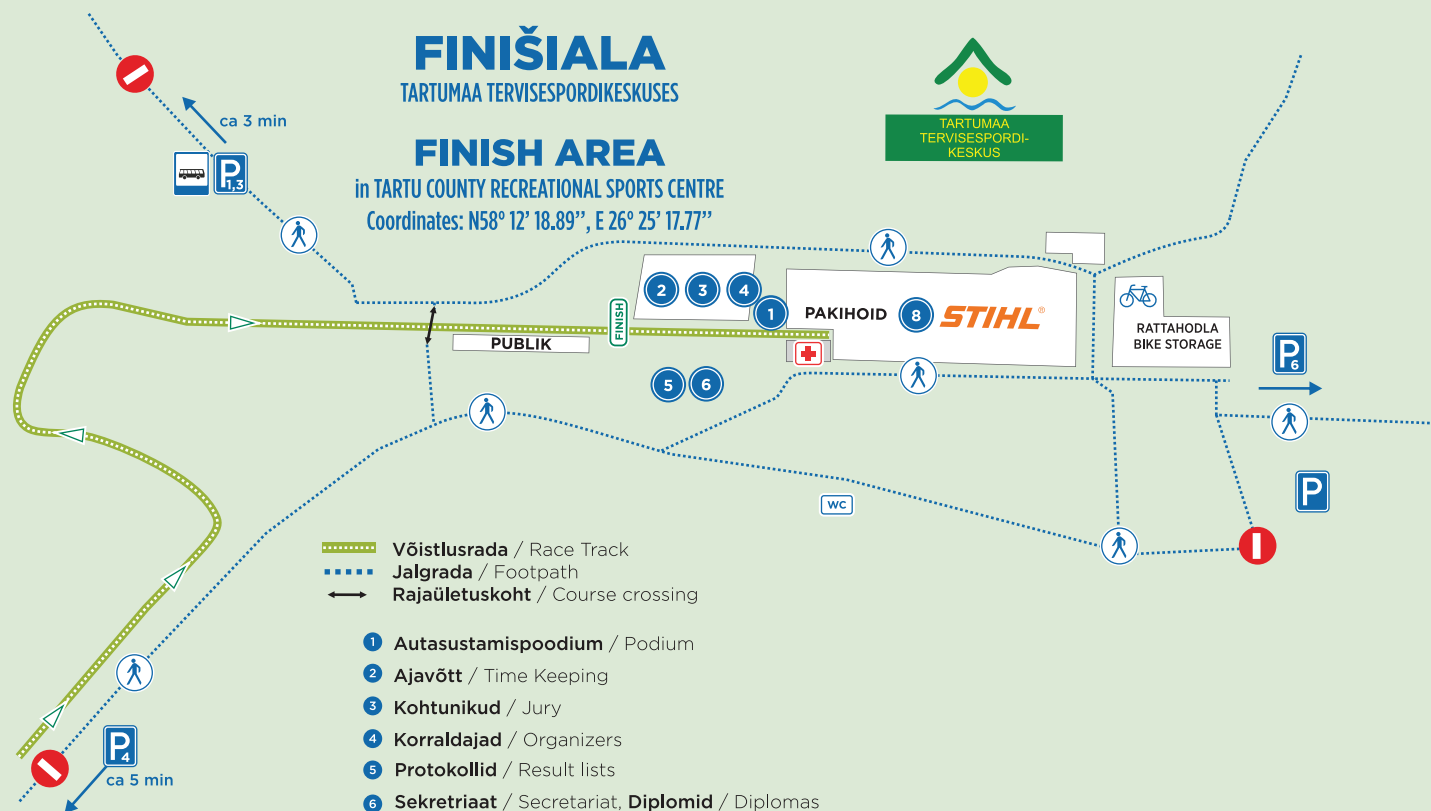 FINIŠIALA
TARTUMAA TERVISESPORDIKESKUSES
FINISH AREA
in TARTU COUNTY RECREATIONAL SPORTS CENTRE
Coordinates: N58º 12’ 18.89’’, E 26º 25’ 17.77’’
TARTUMAA
TERVISESPORDI-
KESKUS
ca 3 min
P
1,3
FINISH
2
3
4
1
PAKIHOID
8
STIHL®
PUBLIK
RATTAHODLA
BIKE STORAGE
P
6
5
6
P
WC
Võistlusrada / Race Track
Jalgrada / Footpath
Rajaületuskoht / Course crossing
1 Autasustamispoodium / Podium
2 Ajavõtt / Time Keeping
3 Kohtunikud / Jury
4 Korraldajad / Organizers
5 Protokollid / Result lists
6 Sekretriaat / Secretariat, Diplomid / Diplomas
P
4
ca 5 min